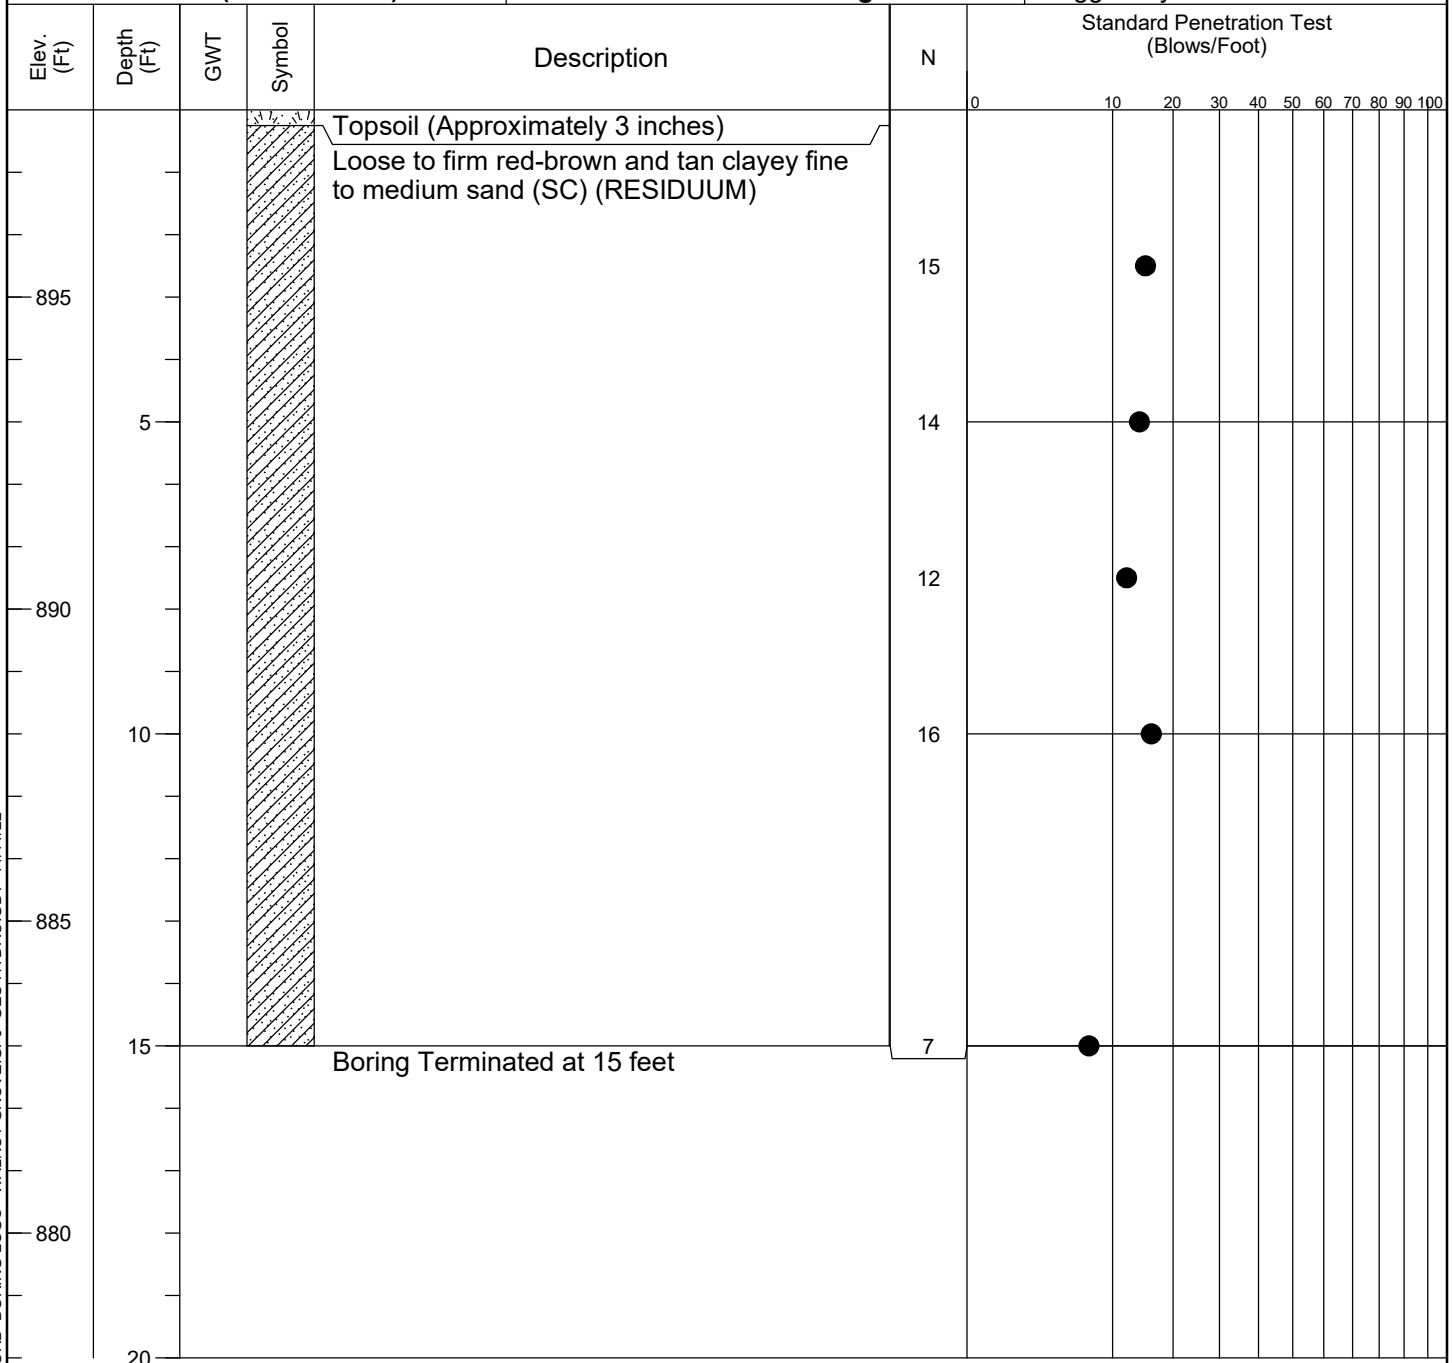 Elev.
(Ft)
Depth
(Ft)
GWT
Symbol
Description
N
Standard Penetration Test
(Blows/Foot)
0 10 20 30 40 50 60 70 80 90 100
Topsoil (Approximately 3 inches)
Loose to firm red-brown and tan clayey fine
to medium sand (SC) (RESIDUUM)
15
895
5
14
12
890
10
16
885
15
7
Boring Terminated at 15 feet
880
20